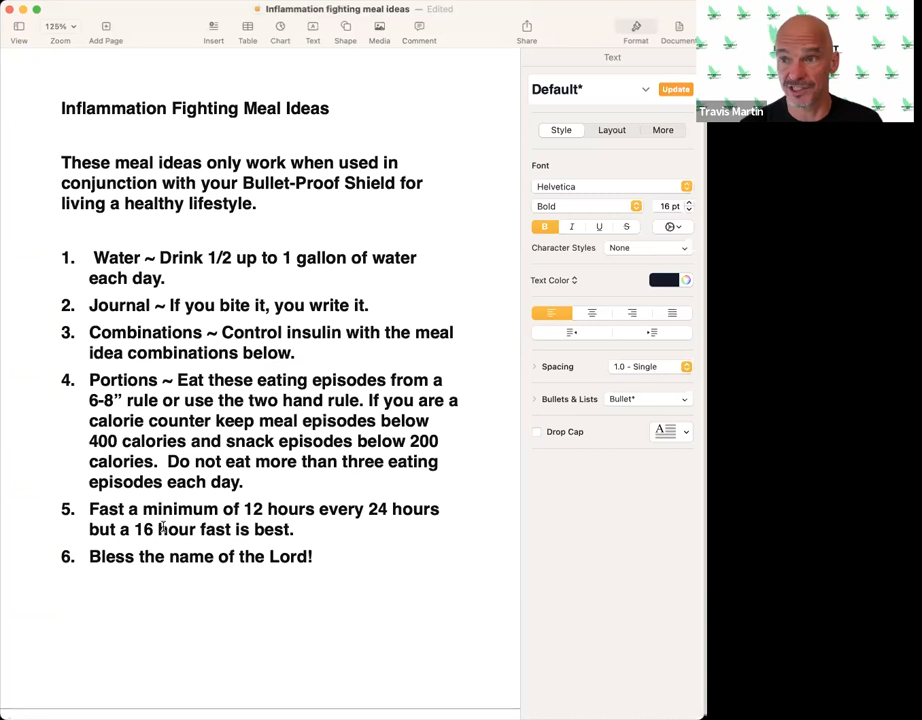 Inflammation fighting meal ideas — Edited
125%
View Zoom Add Page Insert Table Chart Text Shape Media Comment Share Format Document
Text
Default*
Update
Travis Martin
Style Layout More
Font
Helvetica
Bold 16 pt
B I U S
Character Styles None
Text Color
Spacing 1.0 - Single
Bullets & Lists Bullet*
Drop Cap
Inflammation Fighting Meal Ideas
These meal ideas only work when used in
conjunction with your Bullet-Proof Shield for
living a healthy lifestyle.
1. Water ~ Drink 1/2 up to 1 gallon of water
each day.
2. Journal ~ If you bite it, you write it.
3. Combinations ~ Control insulin with the meal
idea combinations below.
4. Portions ~ Eat these eating episodes from a
6-8” rule or use the two hand rule. If you are a
calorie counter keep meal episodes below
400 calories and snack episodes below 200
calories. Do not eat more than three eating
episodes each day.
5. Fast a minimum of 12 hours every 24 hours
but a 16 hour fast is best.
6. Bless the name of the Lord!